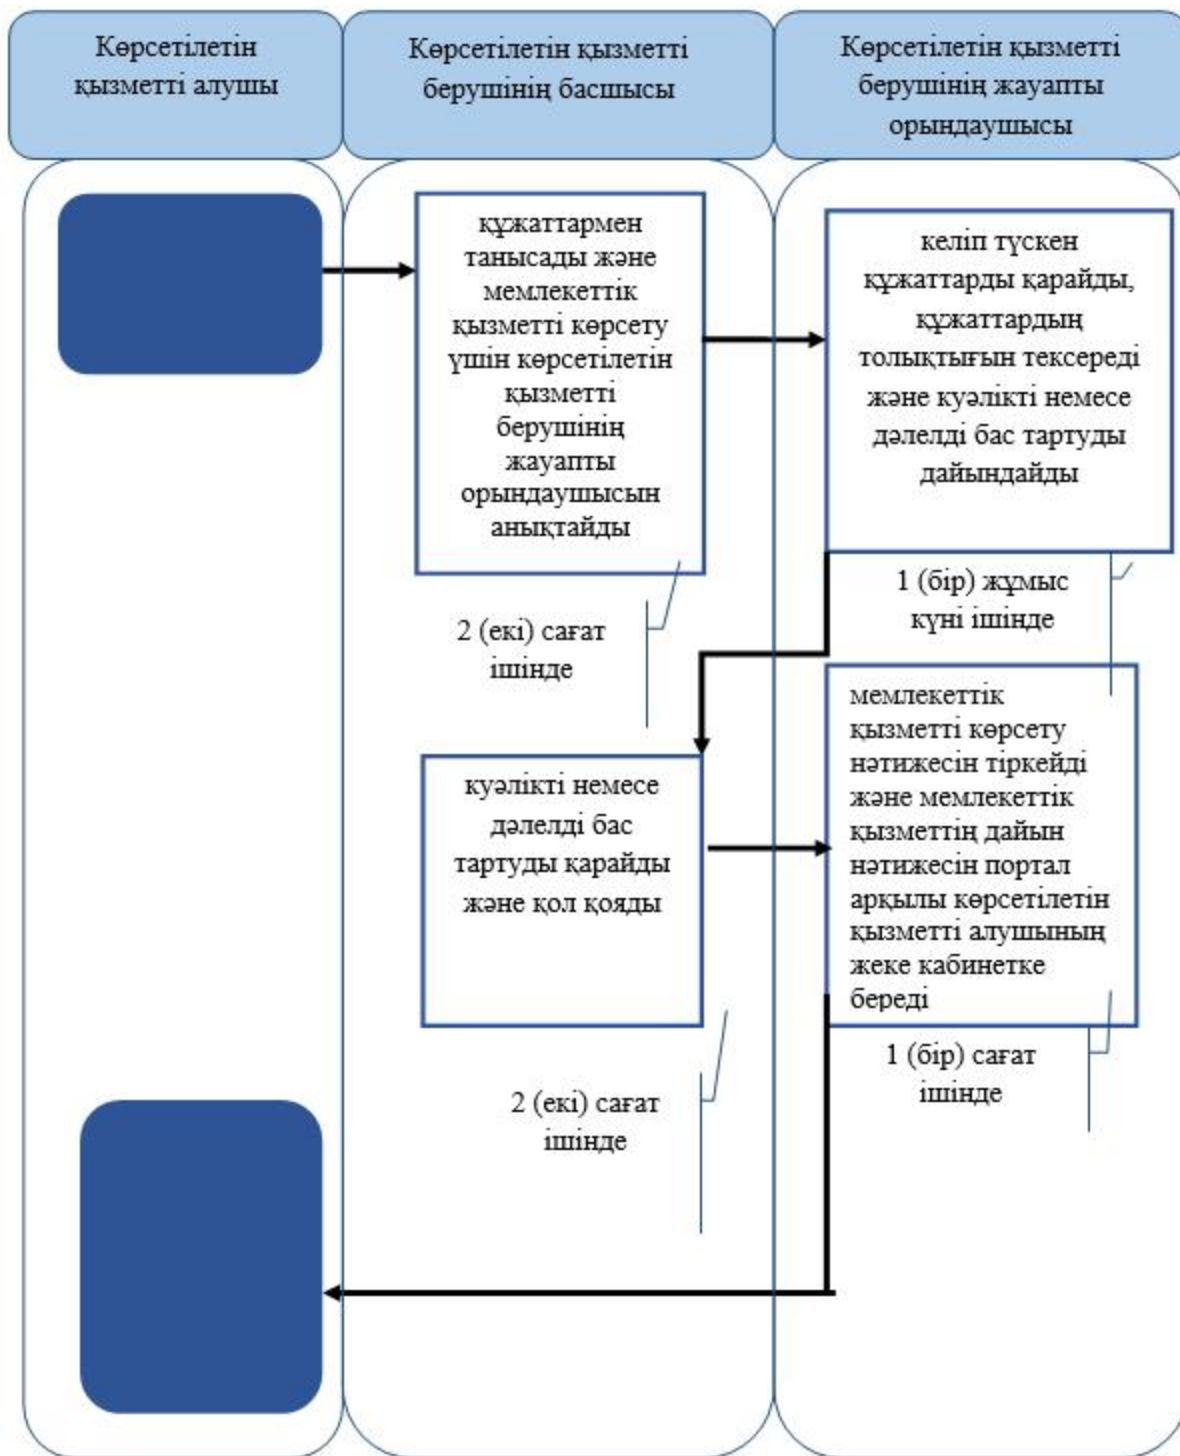 Көрсетілетін
қызметті алушы
Көрсетілетін қызметті
берушінің басшысы
Көрсетілетін қызметті
берушінің жауапты
орындаушысы
құжаттармен
танысады және
мемлекеттік
қызметті көрсету
үшін көрсетілетін
қызметті
берушінің
жауапты
орындаушысын
анықтайды
2 (екі) сағат
ішінде
келіп түскен
құжаттарды қарайды,
құжаттардың
толықтығын тексереді
және куәлікті немесе
дәлелді бас тартуды
дайындайды
1 (бір) жұмыс
күні ішінде
куәлікті немесе
дәлелді бас
тартуды қарайды
және қол қояды
2 (екі) сағат
ішінде
мемлекеттік
қызметті көрсету
нәтижесін тіркейді
және мемлекеттік
қызметтің дайын
нәтижесін портал
арқылы көрсетілетін
қызметті алушының
жеке кабинетке
береді
1 (бір) сағат
ішінде